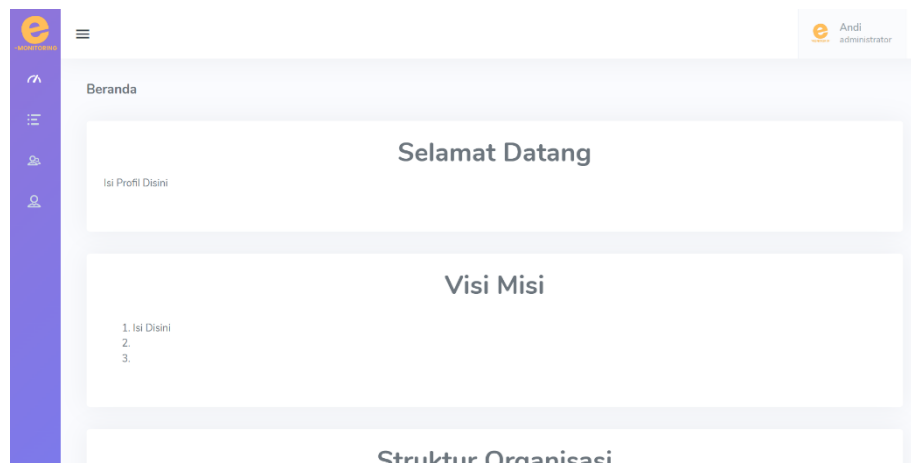 e-MONITORING
Andi
administrator
Beranda
Selamat Datang
Isi Profil Disini
Visi Misi
1. Isi Disini
2.
3.
Struktur Organisasi